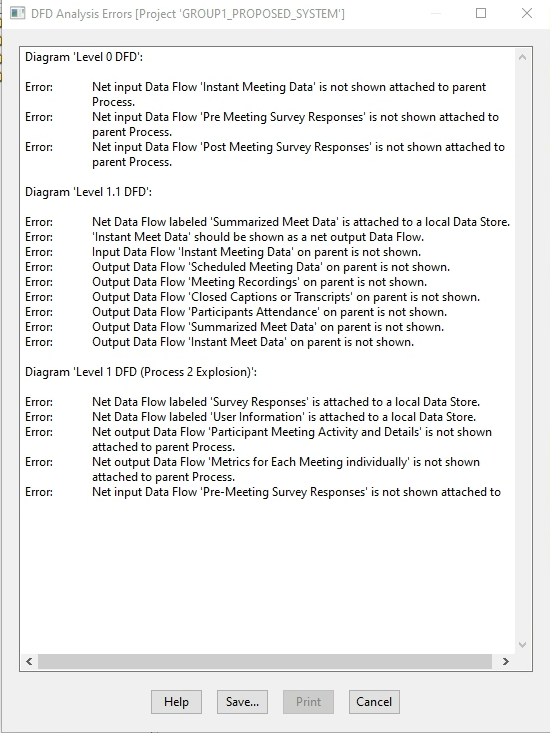 DFD Analysis Errors [Project 'GROUP1_PROPOSED_SYSTEM']
Diagram 'Level 0 DFD':
Error: Net input Data Flow 'Instant Meeting Data' is not shown attached to parent
Process.
Error: Net input Data Flow 'Pre Meeting Survey Responses' is not shown attached to
parent Process.
Error: Net input Data Flow 'Post Meeting Survey Responses' is not shown attached to
parent Process.
Diagram 'Level 1.1 DFD':
Error: Net Data Flow labeled 'Summarized Meet Data' is attached to a local Data Store.
Error: 'Instant Meet Data' should be shown as a net output Data Flow.
Error: Input Data Flow 'Instant Meeting Data' on parent is not shown.
Error: Output Data Flow 'Scheduled Meeting Data' on parent is not shown.
Error: Output Data Flow 'Meeting Recordings' on parent is not shown.
Error: Output Data Flow 'Closed Captions or Transcripts' on parent is not shown.
Error: Output Data Flow 'Participants Attendance' on parent is not shown.
Error: Output Data Flow 'Summarized Meet Data' on parent is not shown.
Error: Output Data Flow 'Instant Meet Data' on parent is not shown.
Diagram 'Level 1 DFD (Process 2 Explosion)':
Error: Net Data Flow labeled 'Survey Responses' is attached to a local Data Store.
Error: Net Data Flow labeled 'User Information' is attached to a local Data Store.
Error: Net output Data Flow 'Participant Meeting Activity and Details' is not shown
attached to parent Process.
Error: Net output Data Flow 'Metrics for Each Meeting individually' is not shown
attached to parent Process.
Error: Net input Data Flow 'Pre-Meeting Survey Responses' is not shown attached to
Help Save... Print Cancel